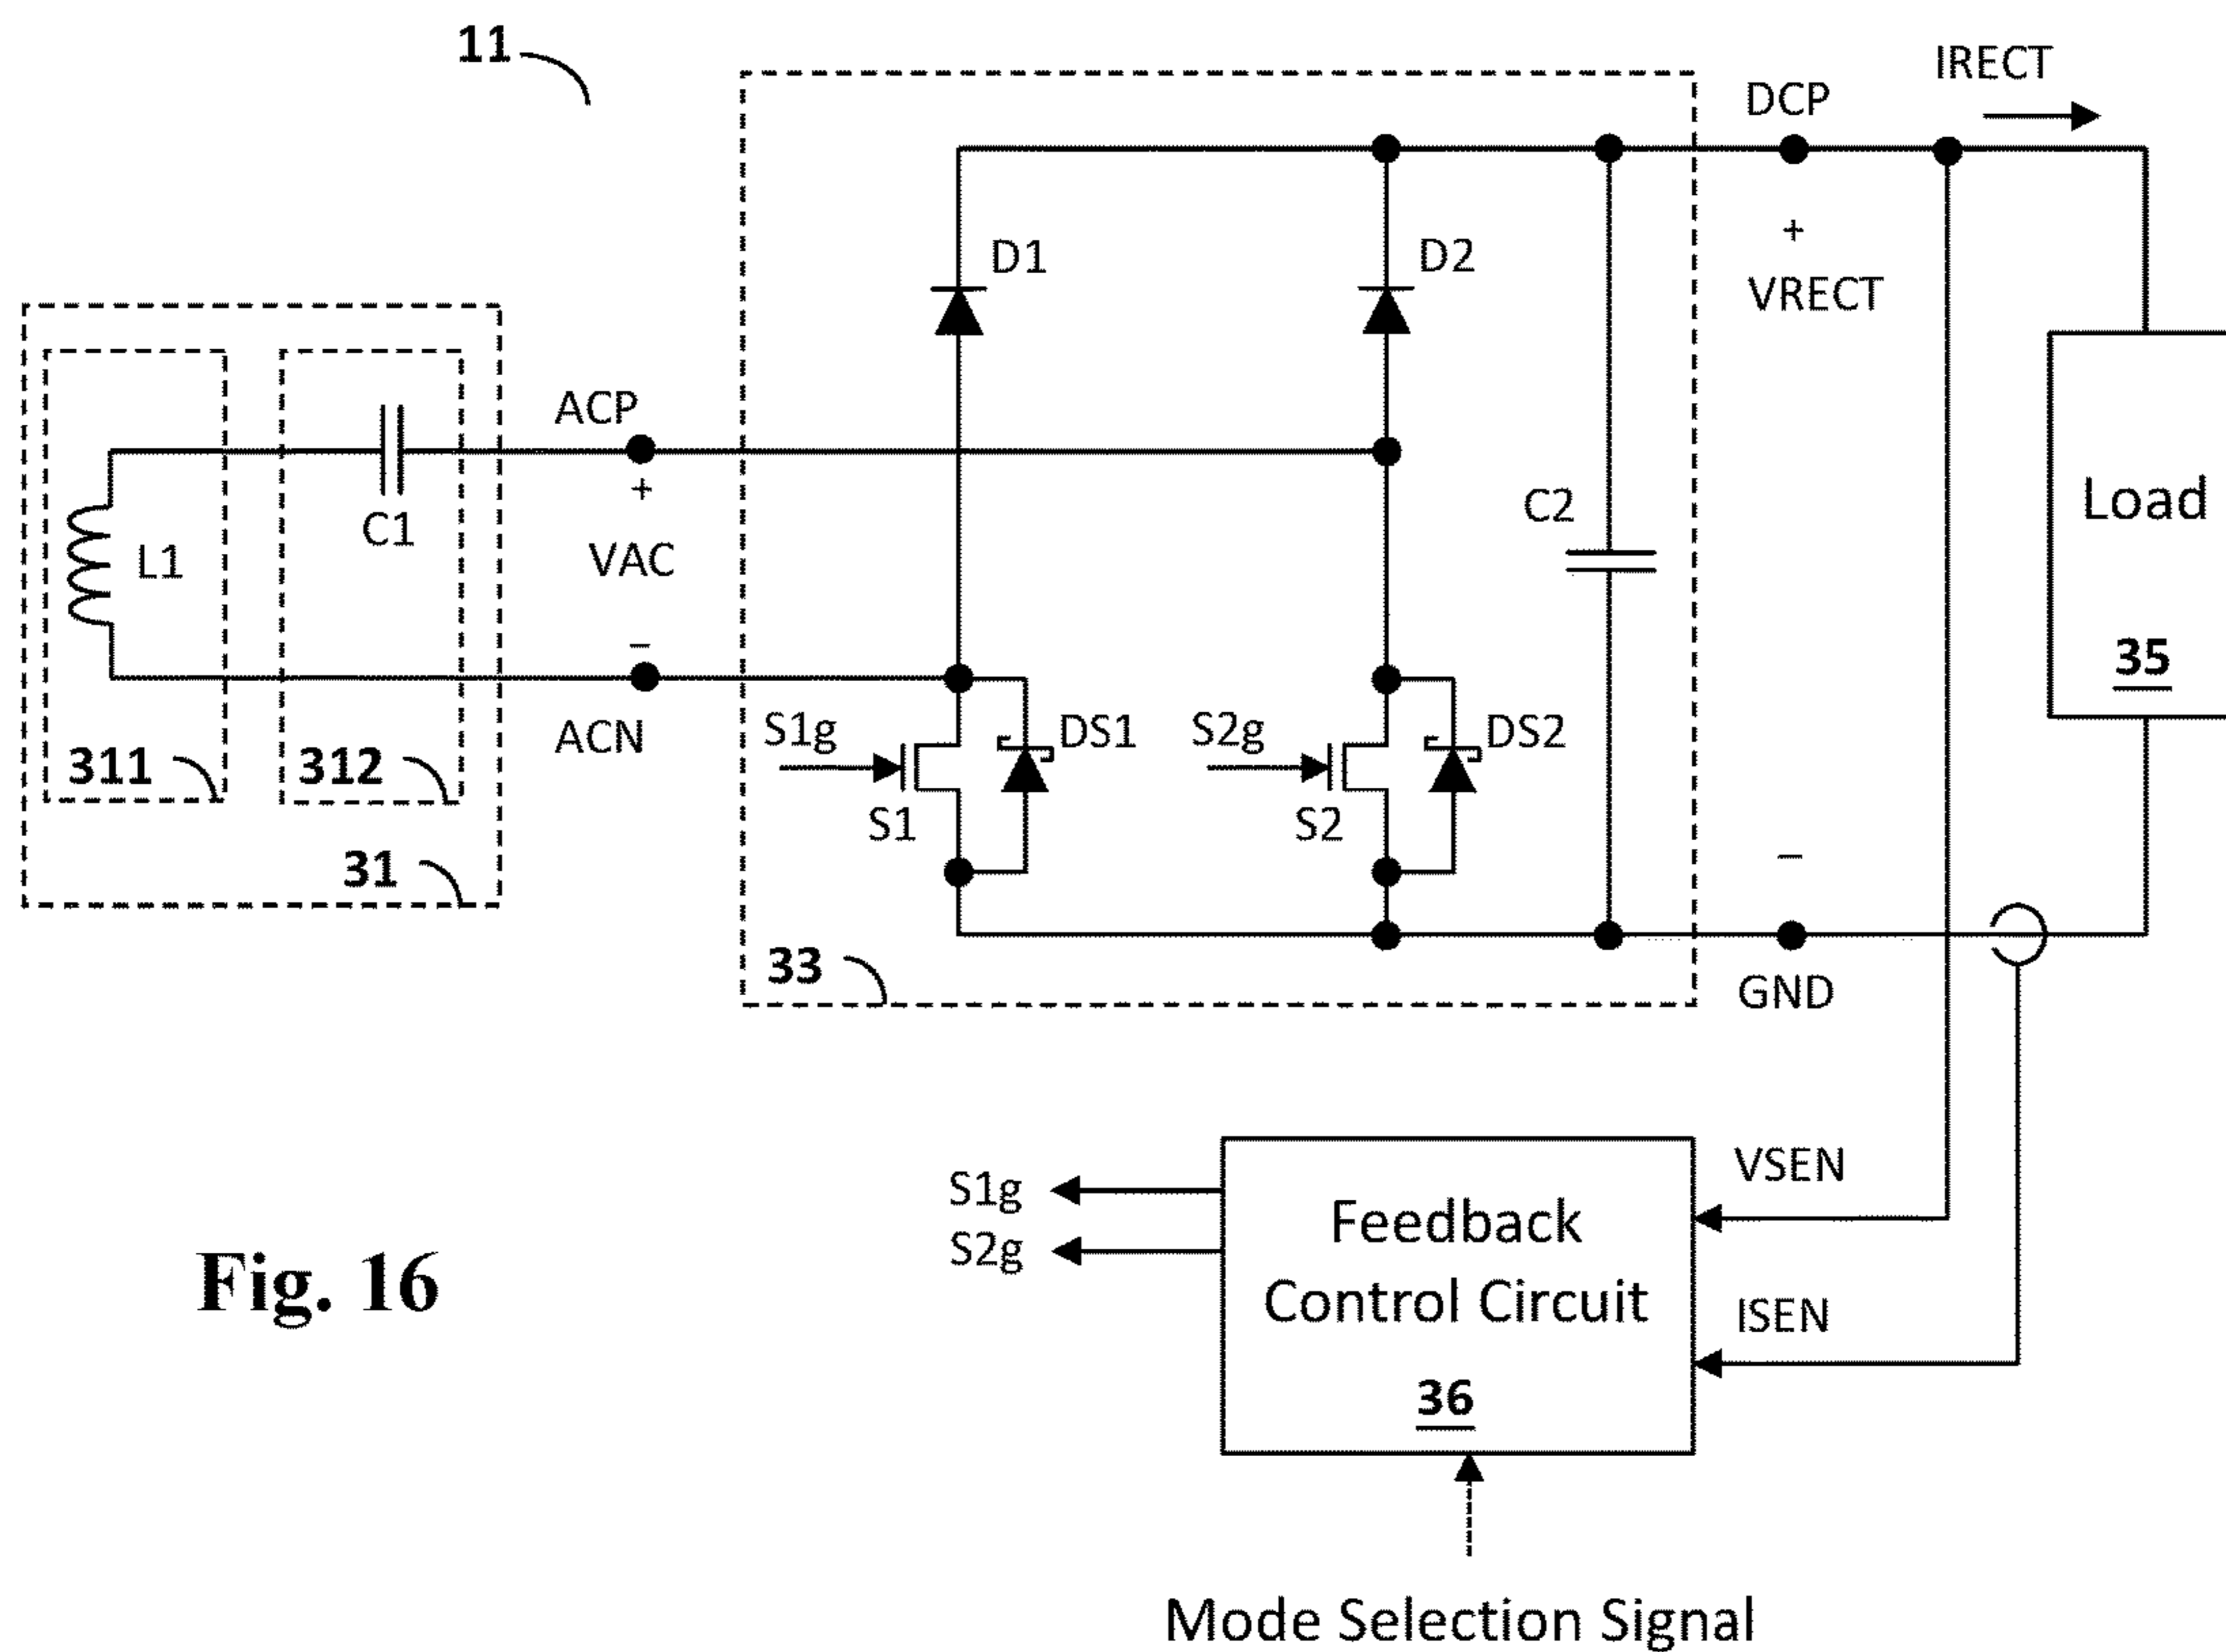 11
IRECT
DCP
D1
D2
+
VRECT
ACP
+
C1
L1
VAC
C2
Load
35
−
ACN
S1g
DS1
S2g
DS2
311
312
S1
S2
31
−
33
GND
VSEN
S1g
S2g
Feedback
Control Circuit
ISEN
36
Fig. 16
Mode Selection Signal